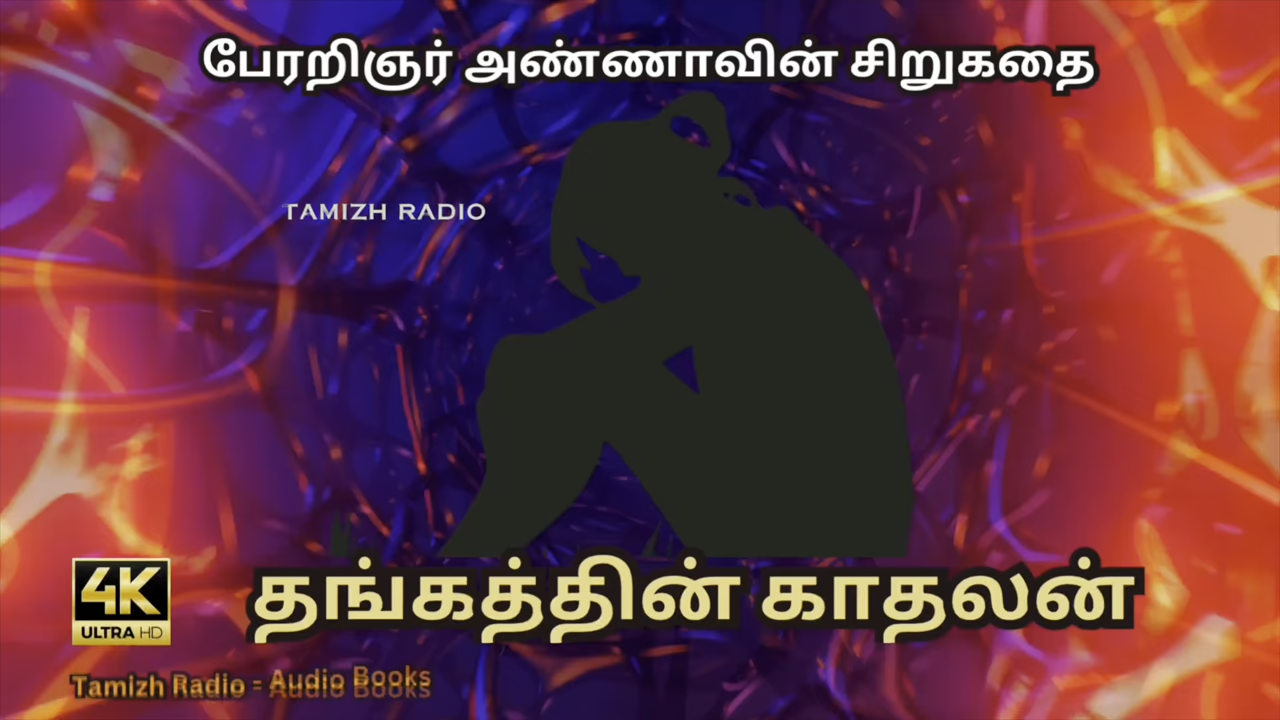 பேரறிஞர் அண்ணாவின் சிறுகதை
TAMIZH RADIO
தங்கத்தின் காதலன்
4K
ULTRA HD
Tamizh Radio - Audio Books